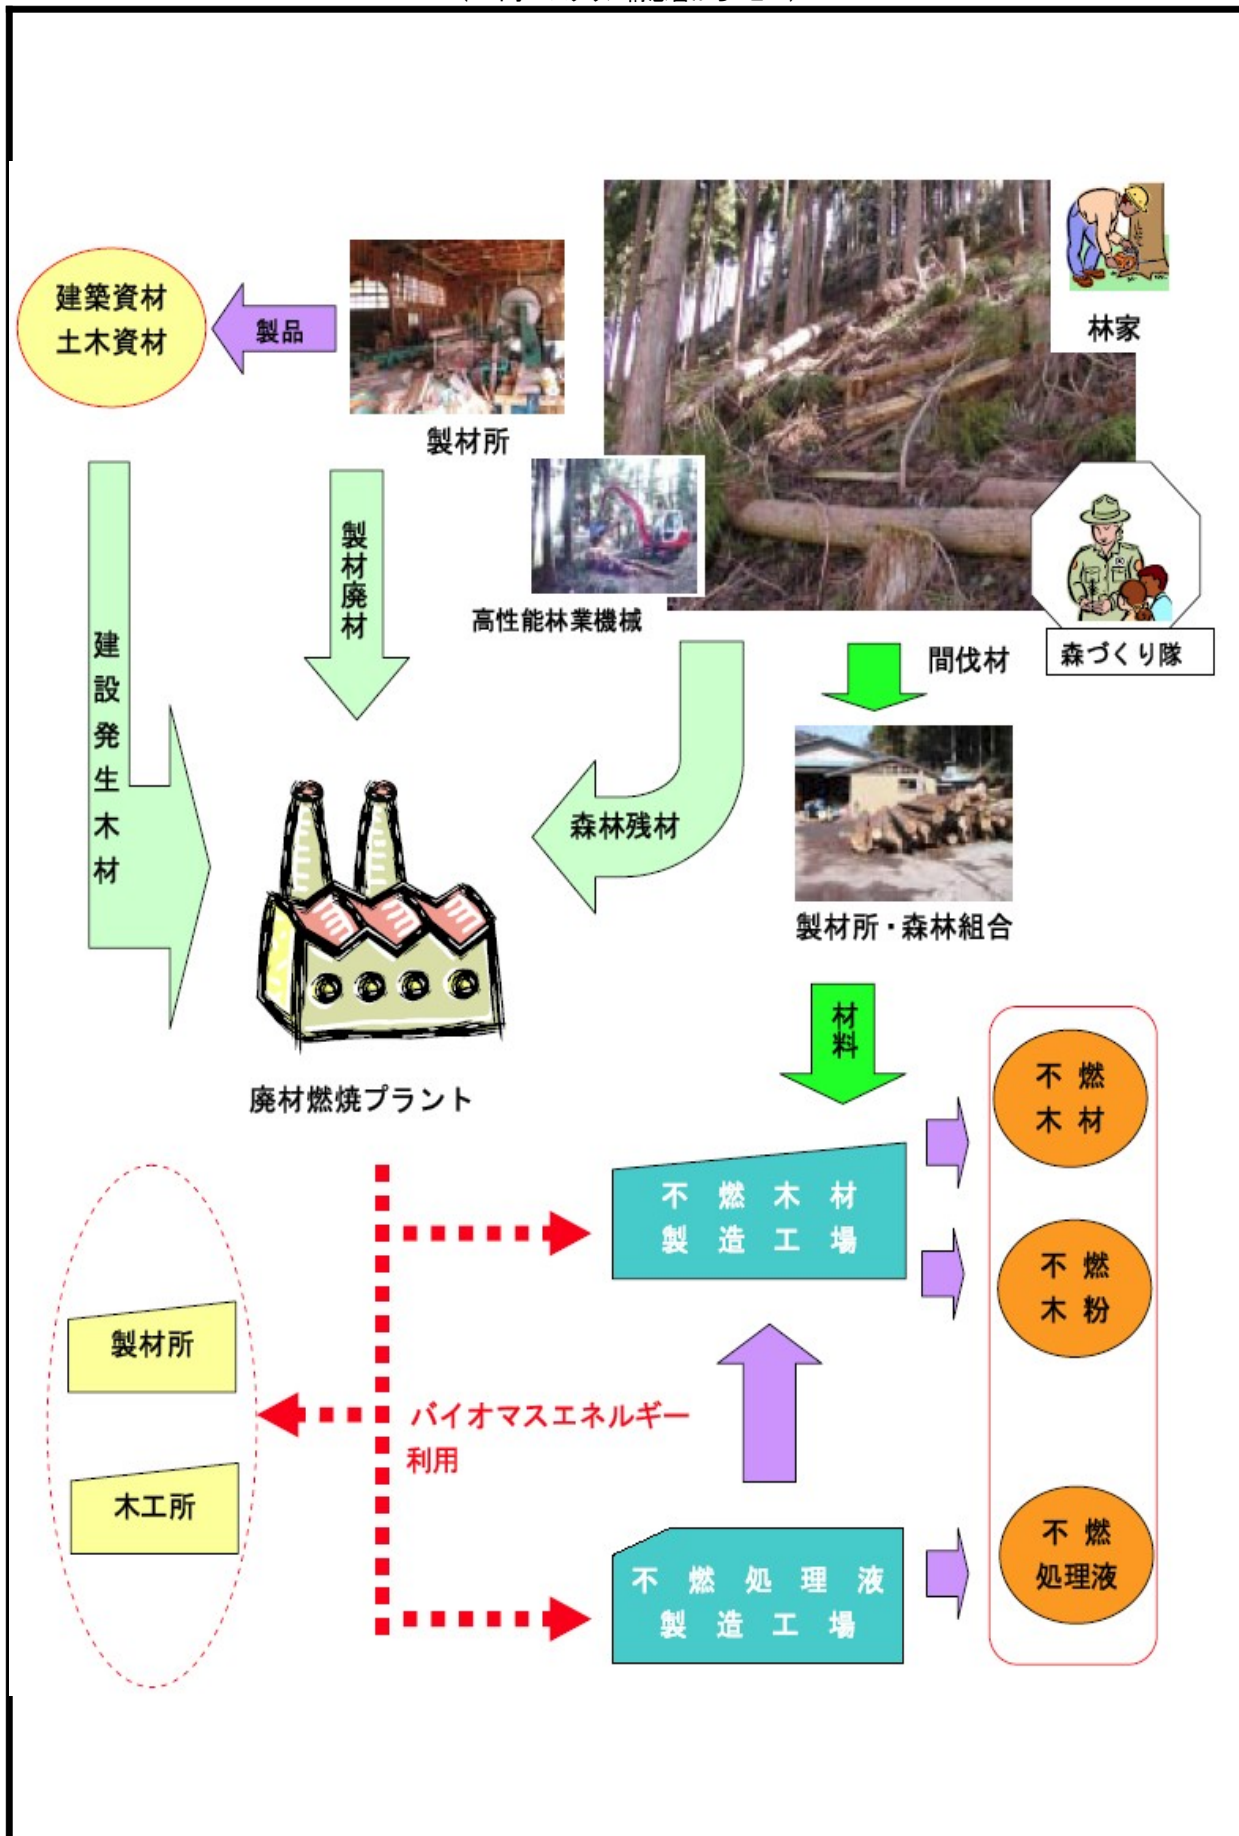 林家
建築資材
土木資材
製品
製材所
高性能林業機械
森づくり隊
間伐材
製材廃材
建設発生木材
森林残材
製材所・森林組合
廃材燃焼プラント
材料
不燃
木材
不燃木材
製造工場
不燃
木粉
製材所
バイオマスエネルギー
利用
木工所
不燃処理液
製造工場
不燃
処理液